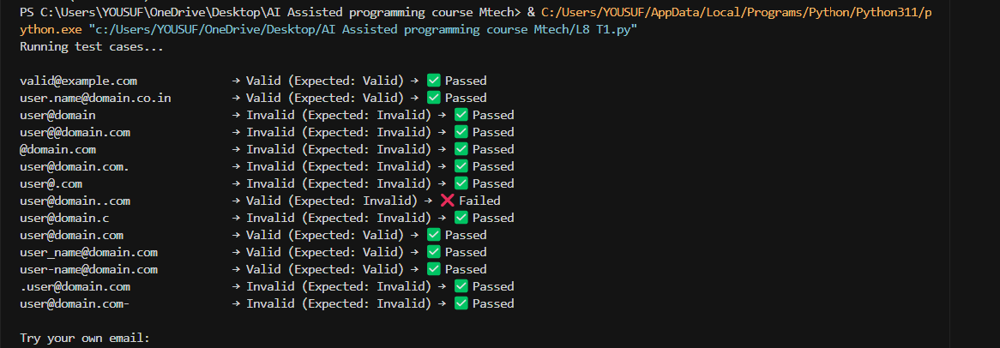 PS C:\Users\YOUSUF\OneDrive\Desktop\AI Assisted programming course Mtech> & C:/Users/YOUSUF/AppData/Local/Programs/Python/Python311/p
ython.exe "c:/Users/YOUSUF/OneDrive/Desktop/AI Assisted programming course Mtech/L8 T1.py"
Running test cases...
valid@example.com → Valid (Expected: Valid) → ✅ Passed
user.name@domain.co.in → Valid (Expected: Valid) → ✅ Passed
user@domain → Invalid (Expected: Invalid) → ✅ Passed
user@@domain.com → Invalid (Expected: Invalid) → ✅ Passed
@domain.com → Invalid (Expected: Invalid) → ✅ Passed
user@domain.com. → Invalid (Expected: Invalid) → ✅ Passed
user@.com → Invalid (Expected: Invalid) → ✅ Passed
user@domain..com → Valid (Expected: Invalid) → ❌ Failed
user@domain.c → Invalid (Expected: Invalid) → ✅ Passed
user@domain.com → Valid (Expected: Valid) → ✅ Passed
user_name@domain.com → Valid (Expected: Valid) → ✅ Passed
user-name@domain.com → Valid (Expected: Valid) → ✅ Passed
.user@domain.com → Invalid (Expected: Invalid) → ✅ Passed
user@domain.com- → Invalid (Expected: Invalid) → ✅ Passed
Try your own email: